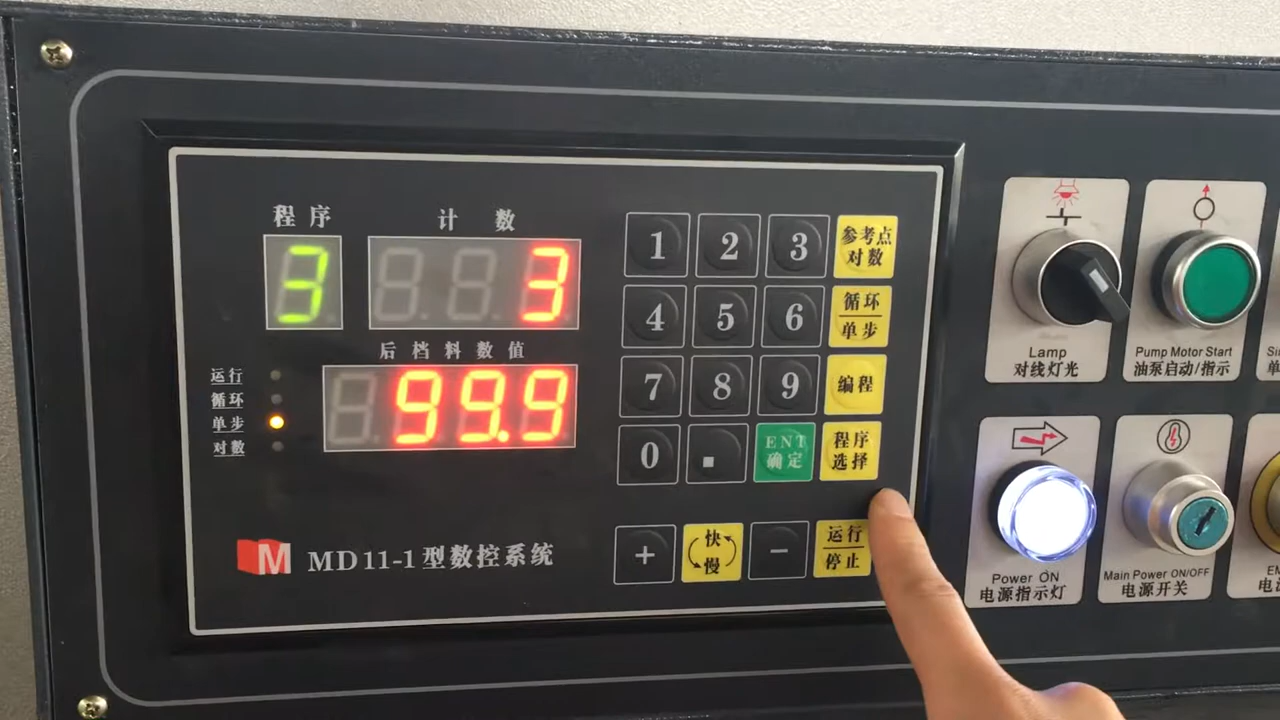 程序
计数
3
3
后档料数值
99.9
运行
循环
单步
对数
M MD11-1型数控系统
1 2 3 参考点 对数
4 5 6 循环 单步
7 8 9 编程
0 . ENT 确定 程序 选择
+ 快 慢 - 运行 停止
Lamp
对线灯光
Pump Motor Start
油泵启动/指示
Power ON
电源指示灯
Main Power ON/OFF
电源开关